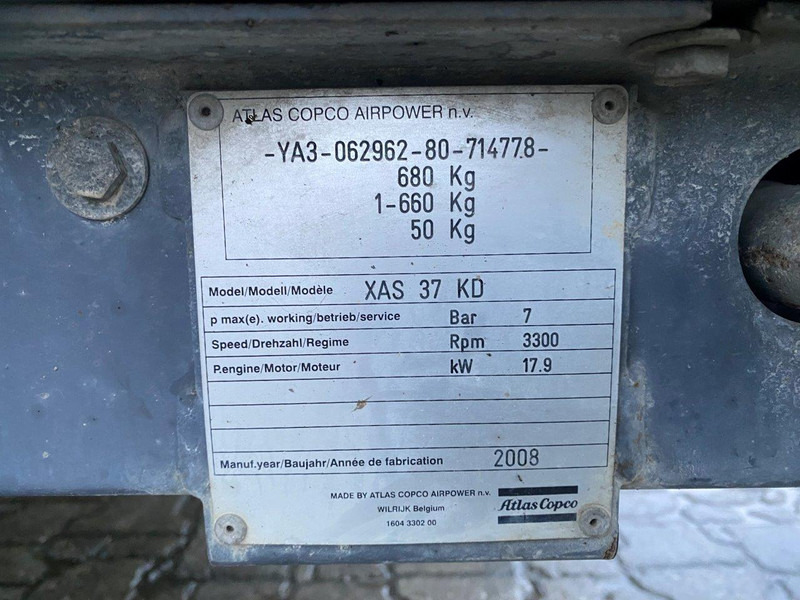 ATLAS COPCO AIRPOWER n.v.
-YA3-062962-80-714778-
680 Kg
1-660 Kg
50 Kg
Model/Modell/Modèle XAS 37 KD
p max(e). working/betrieb/service Bar 7
Speed/Drehzahl/Regime Rpm 3300
P.engine/Motor/Moteur kW 17.9
Manuf.year/Baujahr/Année de fabrication 2008
MADE BY ATLAS COPCO AIRPOWER n.v.
WILRIJK Belgium
1604 3302 00
Atlas Copco